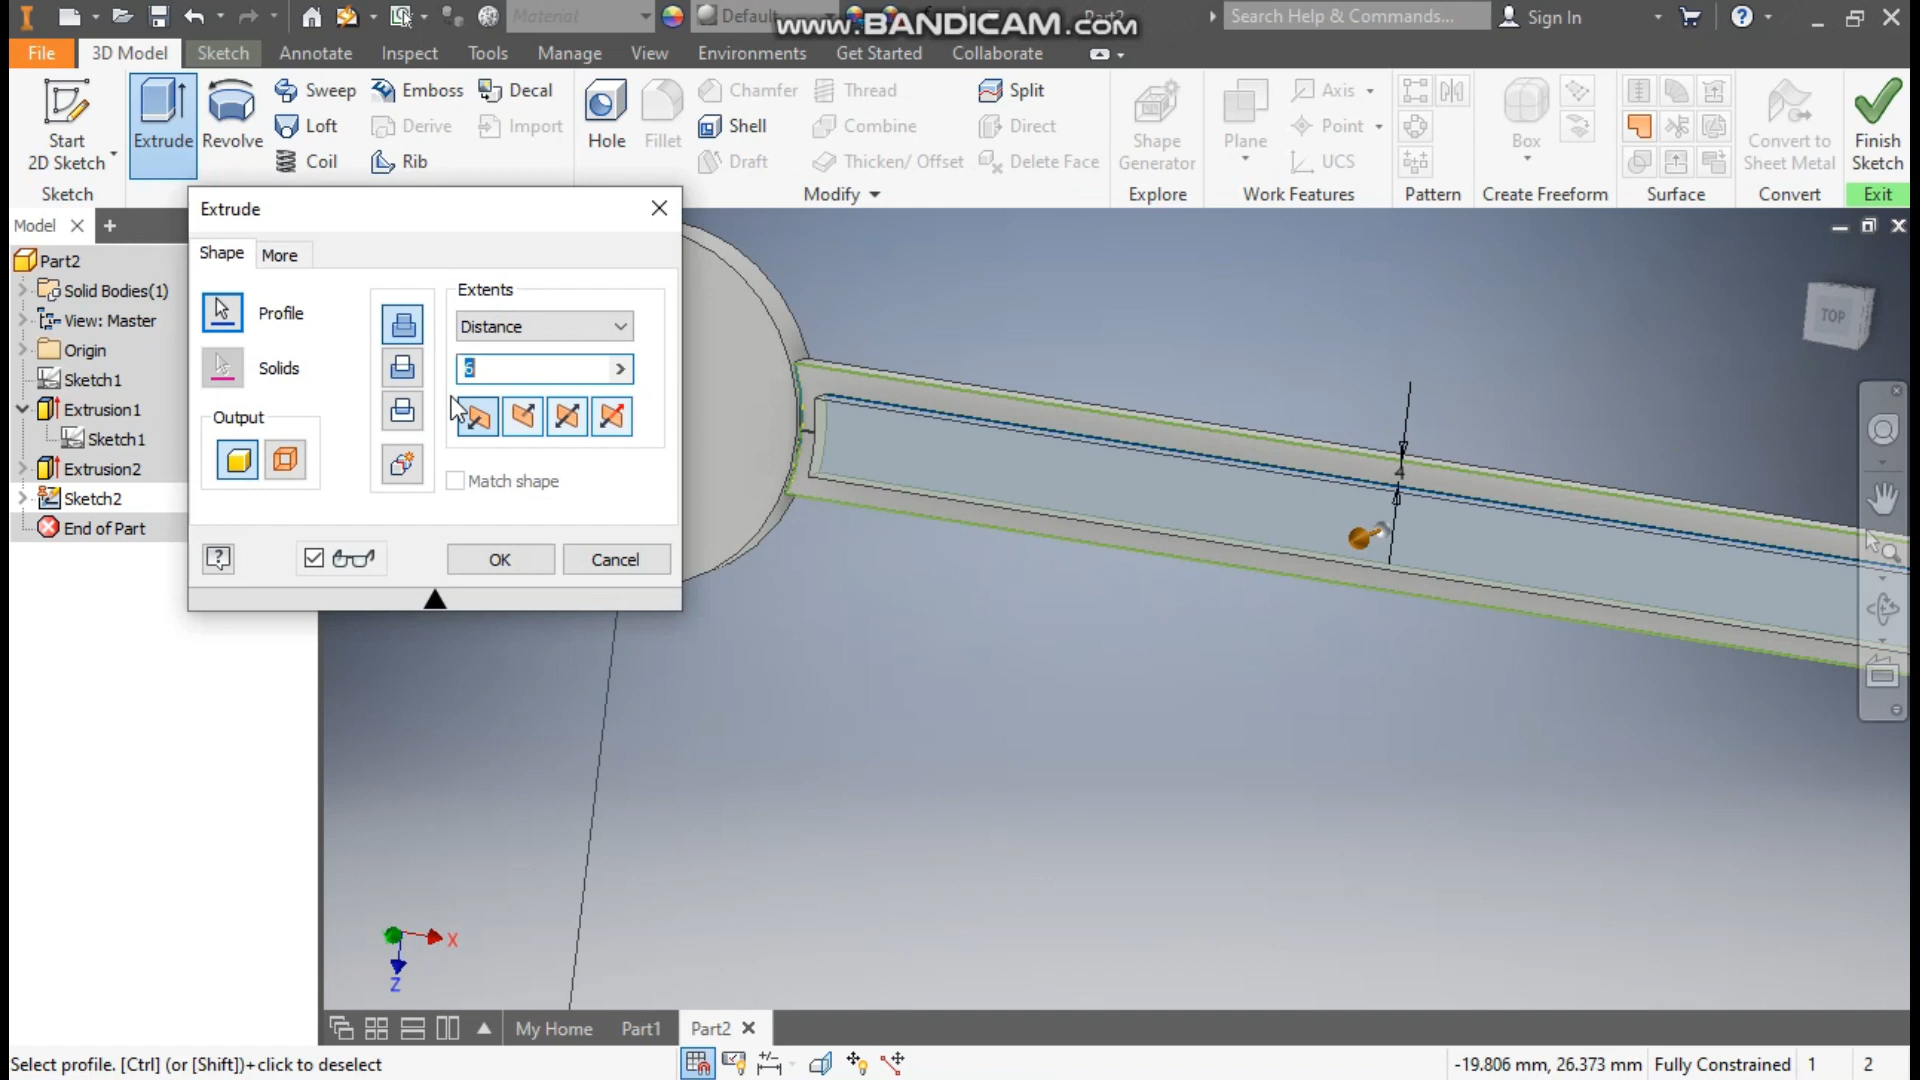 Material
Default
www.BANDICAM.com
Part2
Search Help & Commands...
Sign In
File
3D Model
Sketch
Annotate
Inspect
Tools
Manage
View
Environments
Get Started
Collaborate
Start
2D Sketch
Extrude
Revolve
Sweep
Loft
Coil
Emboss
Derive
Rib
Decal
Import
Hole
Fillet
Chamfer
Shell
Draft
Thread
Combine
Thicken/ Offset
Split
Direct
Delete Face
Shape
Generator
Plane
Axis
Point
UCS
Box
Convert to
Sheet Metal
Finish
Sketch
Sketch
Modify
Explore
Work Features
Pattern
Create Freeform
Surface
Convert
Exit
Model
Part2
Solid Bodies(1)
View: Master
Origin
Sketch1
Extrusion1
Sketch1
Extrusion2
Sketch2
End of Part
Extrude
Shape
More
Profile
Solids
Output
Extents
Distance
6
Match shape
OK
Cancel
4
TOP
X
Z
My Home
Part1
Part2
Select profile. [Ctrl] (or [Shift])+click to deselect
-19.806 mm, 26.373 mm
Fully Constrained
1
2